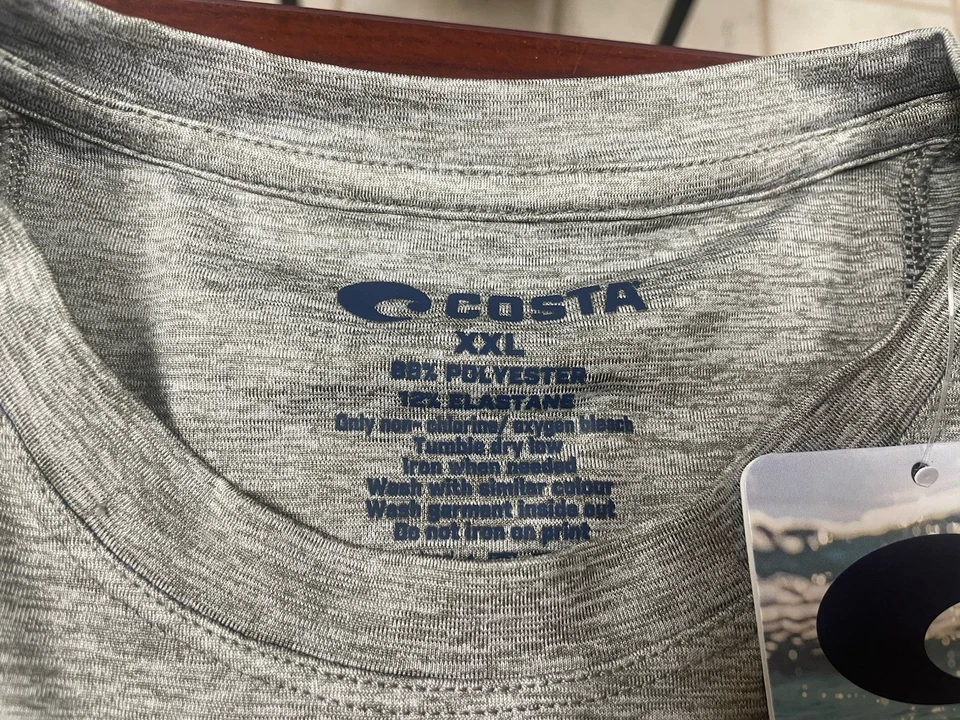 COSTA
XXL
88% POLYESTER
12% ELASTANE
Only non- chlorine/ oxygen bleach
Tumble dry low
Iron when needed
Wash with similar colour
Wash garment inside out
Do not iron on print